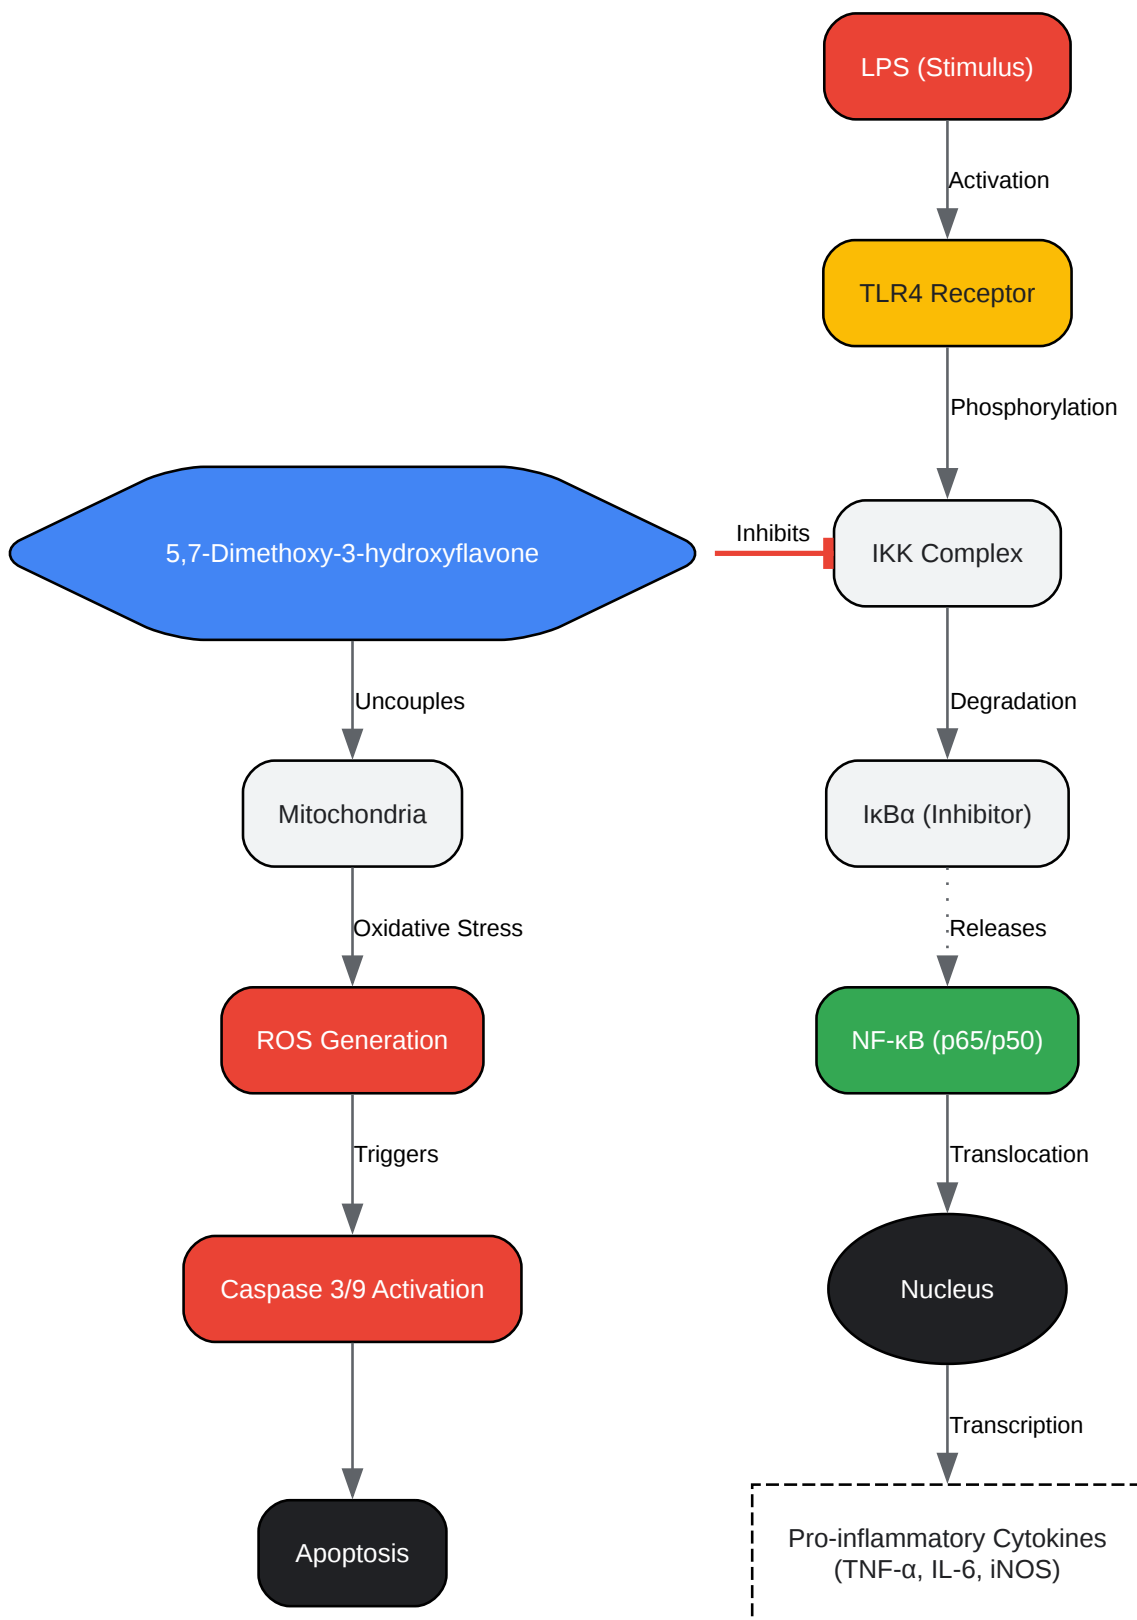 LPS (Stimulus)
Activation
TLR4 Receptor
Phosphorylation
5,7-Dimethoxy-3-hydroxyflavone
Inhibits
IKK Complex
Uncouples
Degradation
Mitochondria
IκBα (Inhibitor)
Oxidative Stress
Releases
ROS Generation
NF-κB (p65/p50)
Triggers
Translocation
Caspase 3/9 Activation
Nucleus
Transcription
Apoptosis
Pro-inflammatory Cytokines
(TNF-α, IL-6, iNOS)